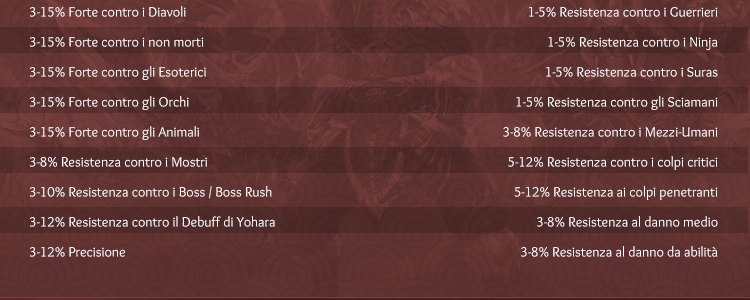 3-15% Forte contro i Diavoli
1-5% Resistenza contro i Guerrieri
3-15% Forte contro i non morti
1-5% Resistenza contro i Ninja
3-15% Forte contro gli Esoterici
1-5% Resistenza contro i Suras
3-15% Forte contro gli Orchi
1-5% Resistenza contro gli Sciamani
3-15% Forte contro gli Animali
3-8% Resistenza contro i Mezzi-Umani
3-8% Resistenza contro i Mostri
5-12% Resistenza contro i colpi critici
3-10% Resistenza contro i Boss / Boss Rush
5-12% Resistenza ai colpi penetranti
3-12% Resistenza contro il Debuff di Yohara
3-8% Resistenza al danno medio
3-12% Precisione
3-8% Resistenza al danno da abilità